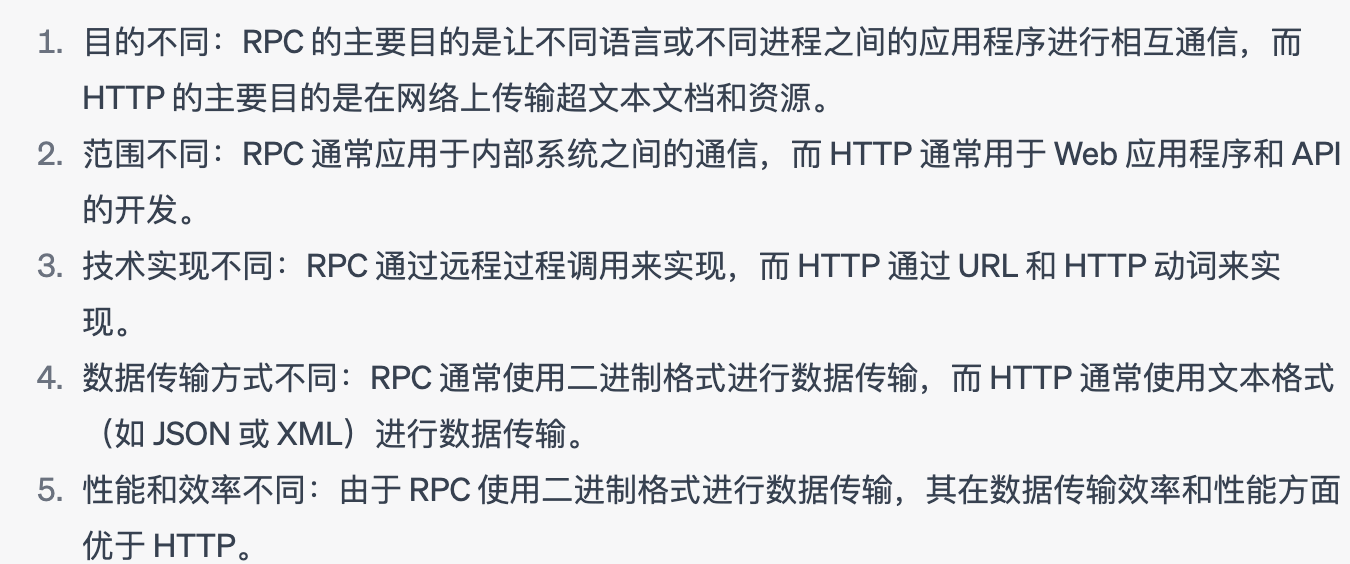 1. 目的不同：RPC 的主要目的是让不同语言或不同进程之间的应用程序进行相互通信，而
HTTP 的主要目的是在网络上传输超文本文档和资源。
2. 范围不同：RPC 通常应用于内部系统之间的通信，而 HTTP 通常用于 Web 应用程序和 API
的开发。
3. 技术实现不同：RPC 通过远程过程调用来实现，而 HTTP 通过 URL 和 HTTP 动词来实
现。
4. 数据传输方式不同：RPC 通常使用二进制格式进行数据传输，而 HTTP 通常使用文本格式
（如 JSON 或 XML）进行数据传输。
5. 性能和效率不同：由于 RPC 使用二进制格式进行数据传输，其在数据传输效率和性能方面
优于 HTTP。